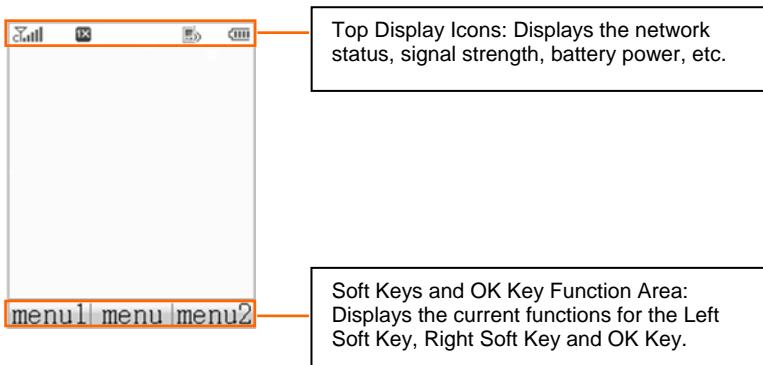 1X
Top Display Icons: Displays the network
status, signal strength, battery power, etc.
menu1 menu menu2
Soft Keys and OK Key Function Area:
Displays the current functions for the Left
Soft Key, Right Soft Key and OK Key.